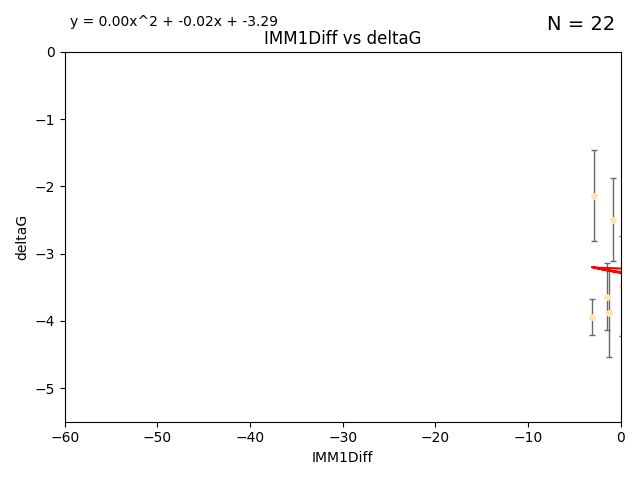 y = 0.00x^2 + -0.02x + -3.29
N = 22
IMM1Diff vs deltaG
0
−1
−2
−3
−4
−5
deltaG
−60 −50 −40 −30 −20 −10 0
IMM1Diff